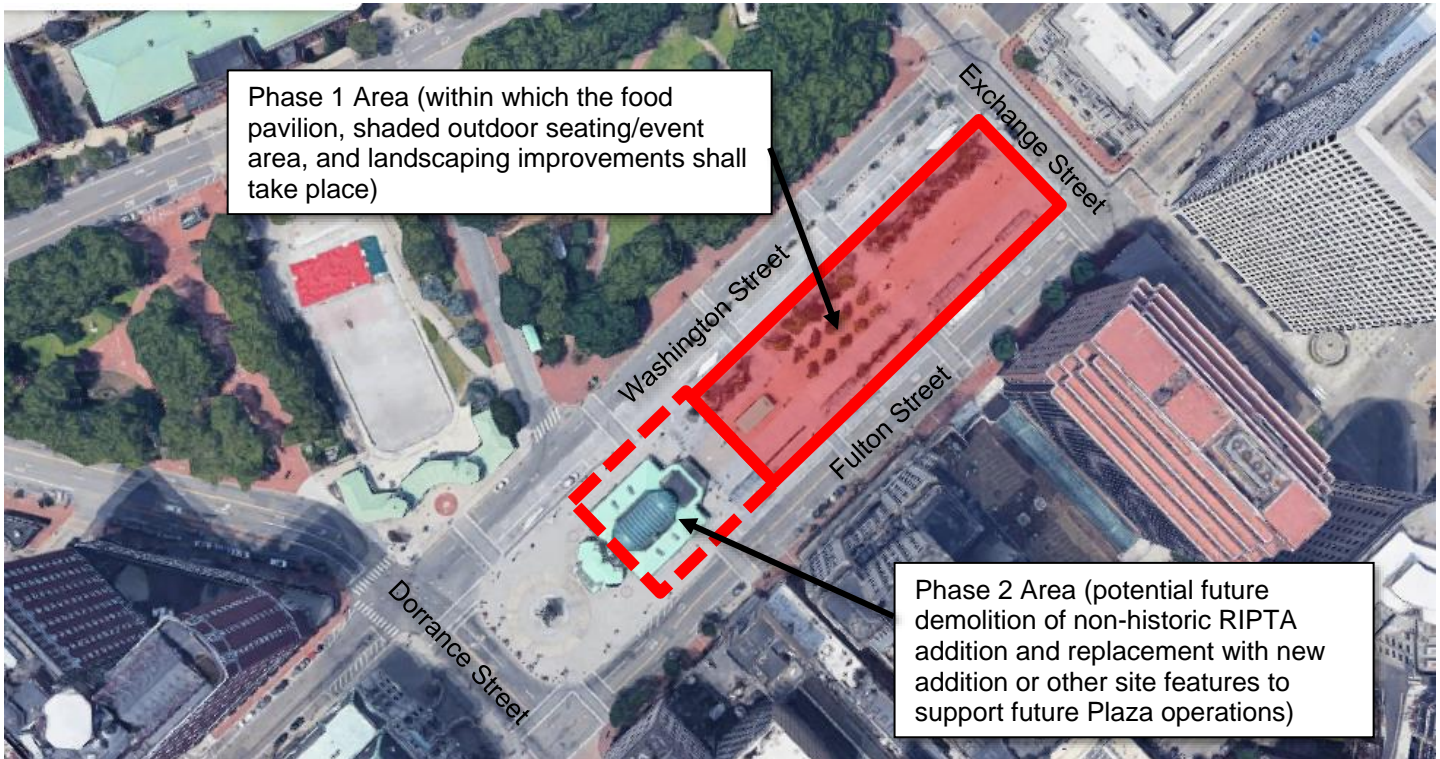 Phase 1 Area (within which the food
pavilion, shaded outdoor seating/event
area, and landscaping improvements shall
take place)
Exchange Street
Washington Street
Fulton Street
Dorrance Street
Phase 2 Area (potential future
demolition of non-historic RIPTA
addition and replacement with new
addition or other site features to
support future Plaza operations)